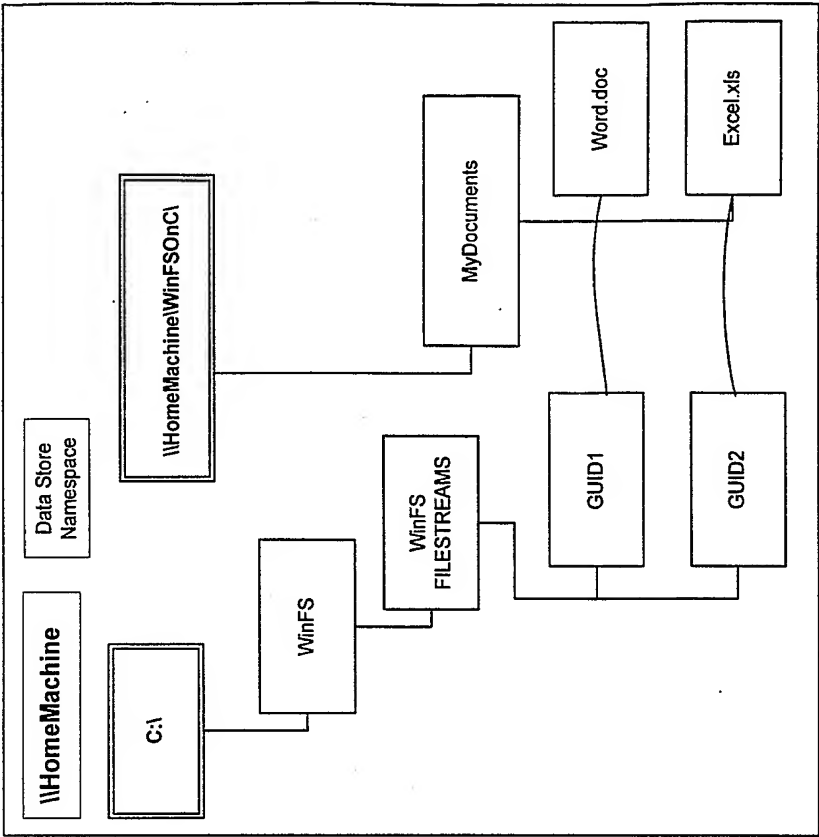 \\HomeMachine
Data Store
Namespace
C:\
\\HomeMachine\WinFSOnC\
WinFS
MyDocuments
WinFS
FILESTREAMS
GUID1
Word.doc
GUID2
Excel.xls